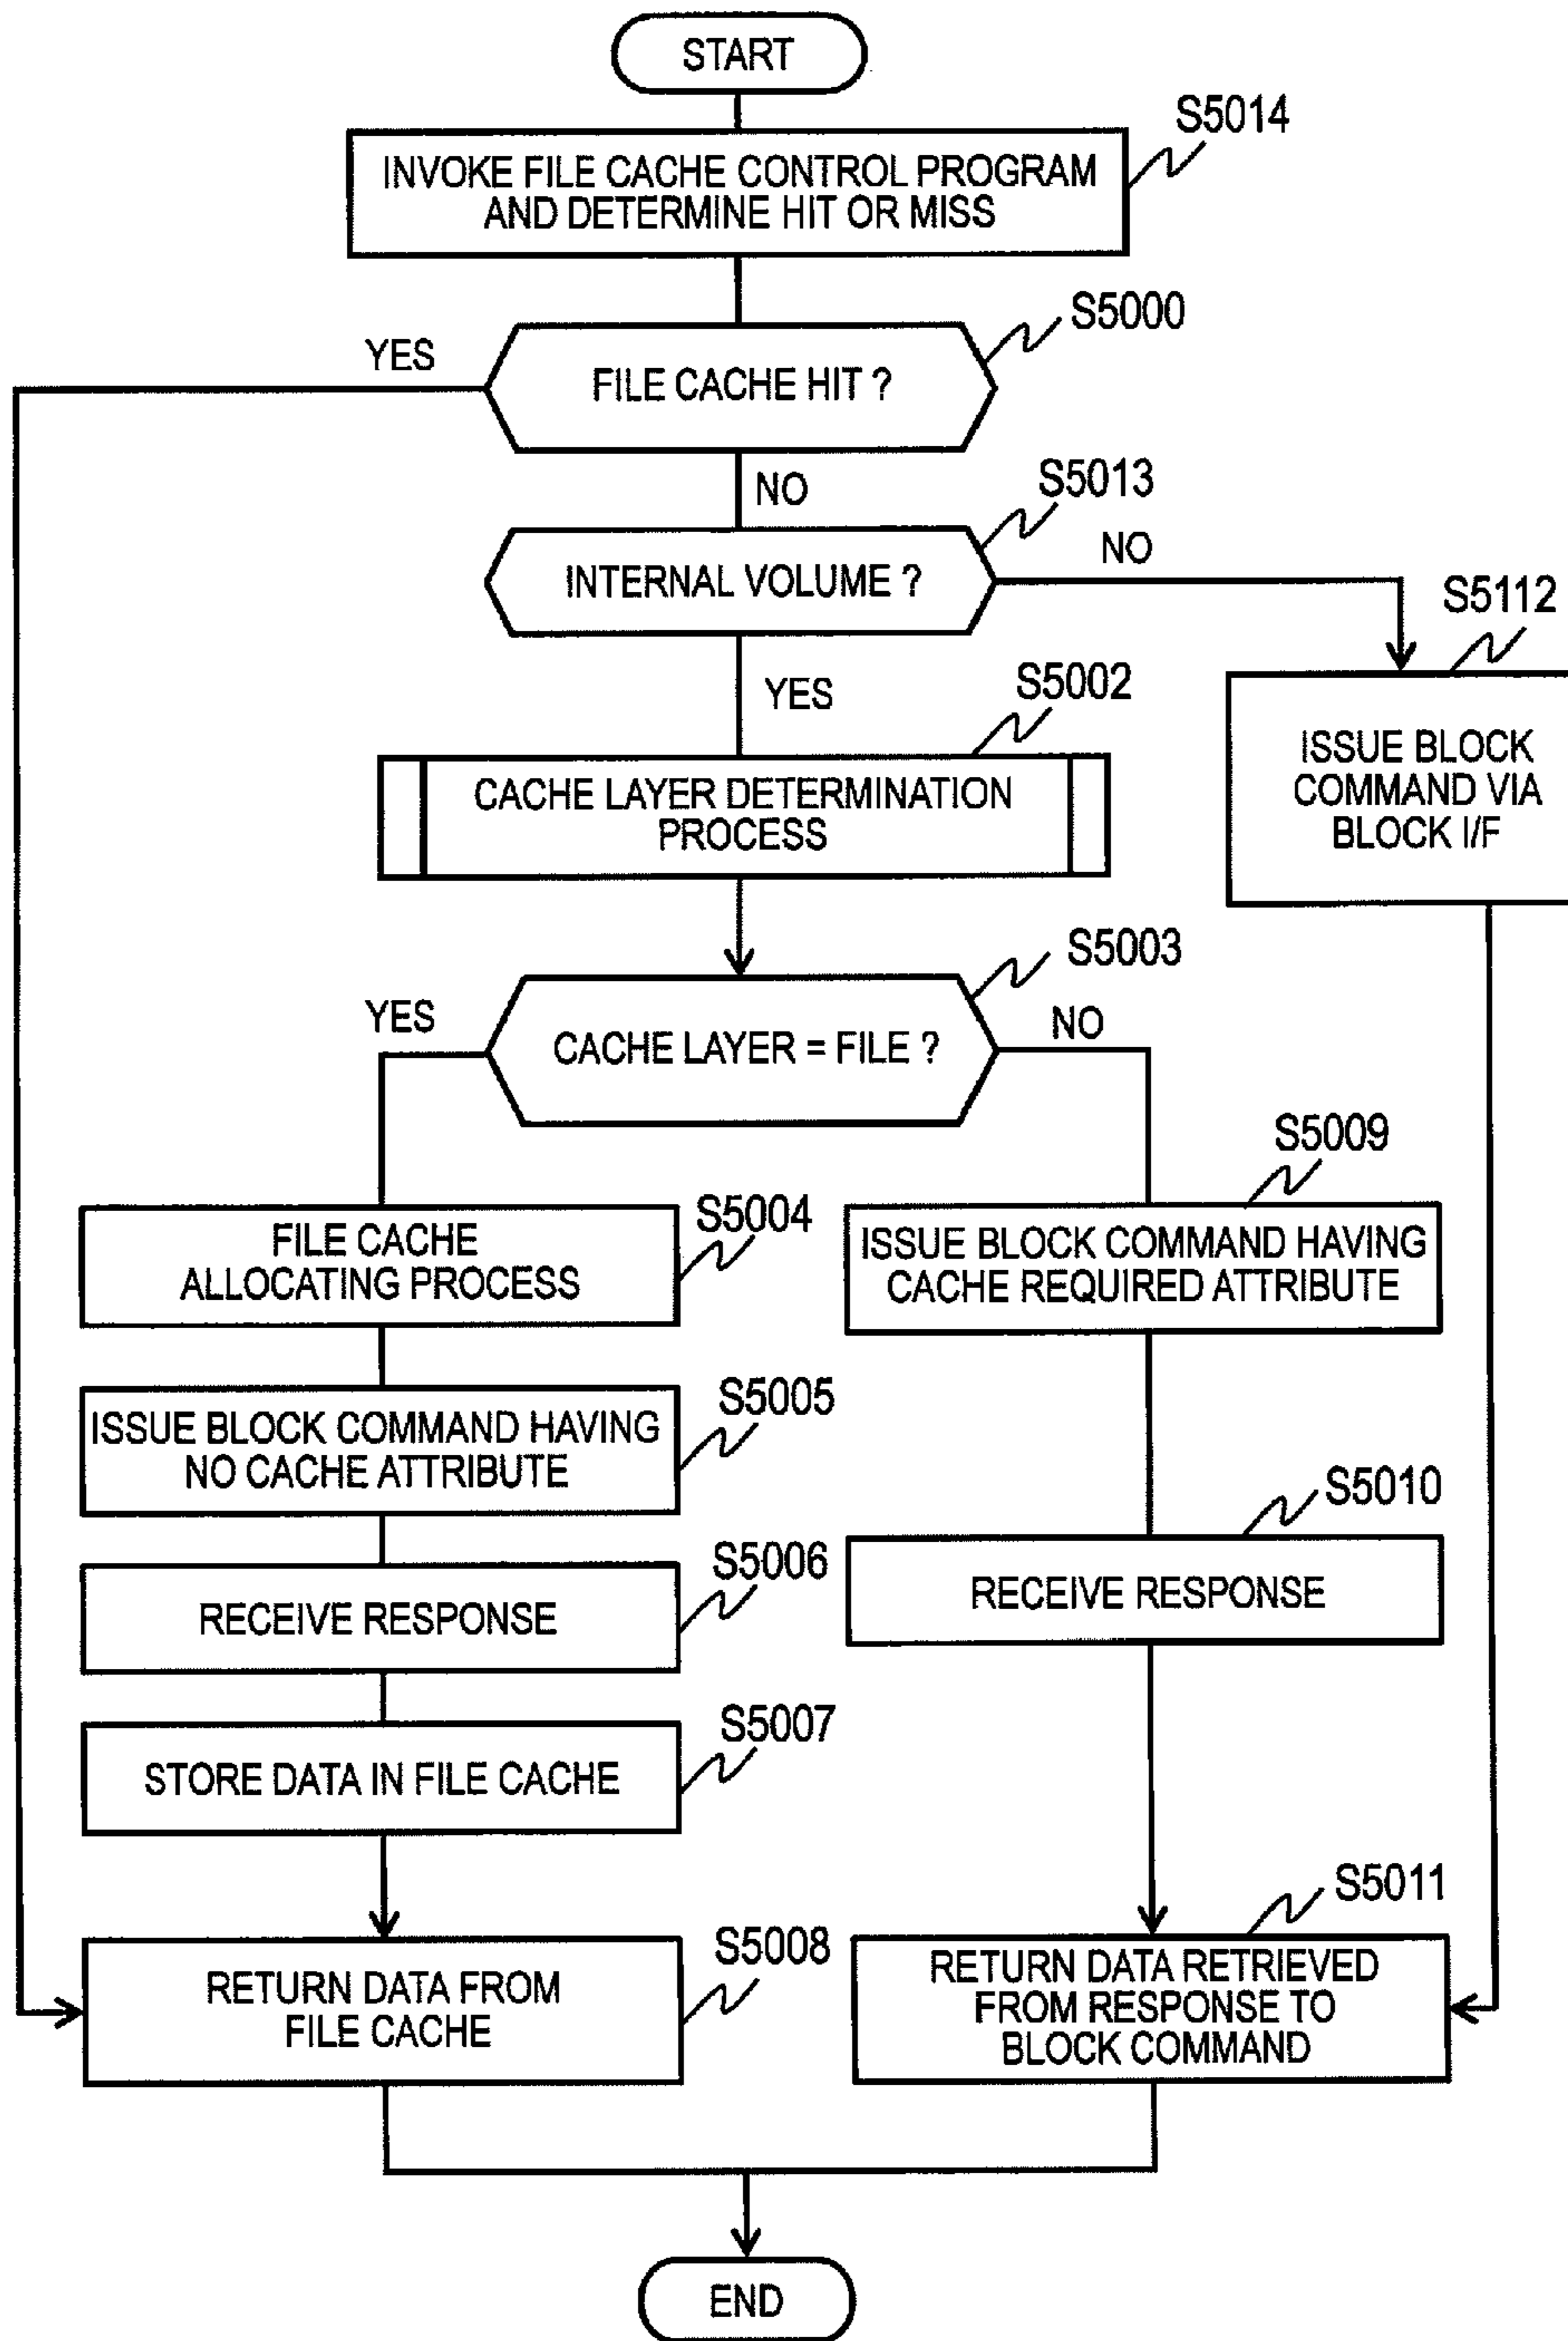 START
S5014
INVOKE FILE CACHE CONTROL PROGRAM
AND DETERMINE HIT OR MISS
S5000
YES
FILE CACHE HIT ?
NO
S5013
INTERNAL VOLUME ?
NO
S5112
YES
S5002
ISSUE BLOCK
COMMAND VIA
BLOCK I/F
CACHE LAYER DETERMINATION
PROCESS
S5003
YES
CACHE LAYER = FILE ?
NO
S5009
S5004
FILE CACHE
ALLOCATING PROCESS
ISSUE BLOCK COMMAND HAVING
CACHE REQUIRED ATTRIBUTE
S5005
ISSUE BLOCK COMMAND HAVING
NO CACHE ATTRIBUTE
S5010
S5006
RECEIVE RESPONSE
RECEIVE RESPONSE
S5007
STORE DATA IN FILE CACHE
S5011
S5008
RETURN DATA FROM
FILE CACHE
RETURN DATA RETRIEVED
FROM RESPONSE TO
BLOCK COMMAND
END